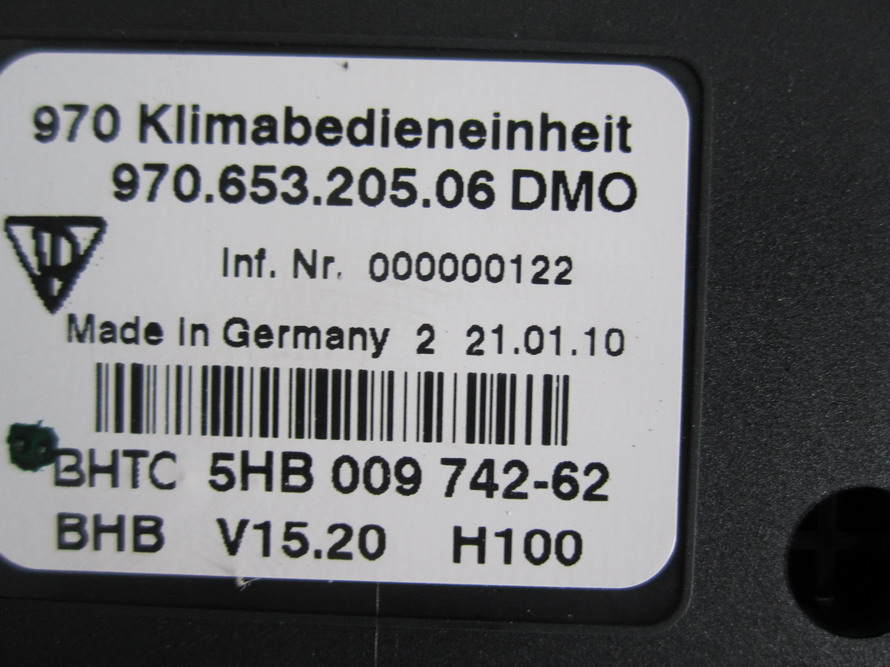 970 Klimabedieneinheit
970.653.205.06 DMO
Inf. Nr. 000000122
Made in Germany 2 21.01.10
BHTC 5HB 009 742-62
BHB V15.20 H100